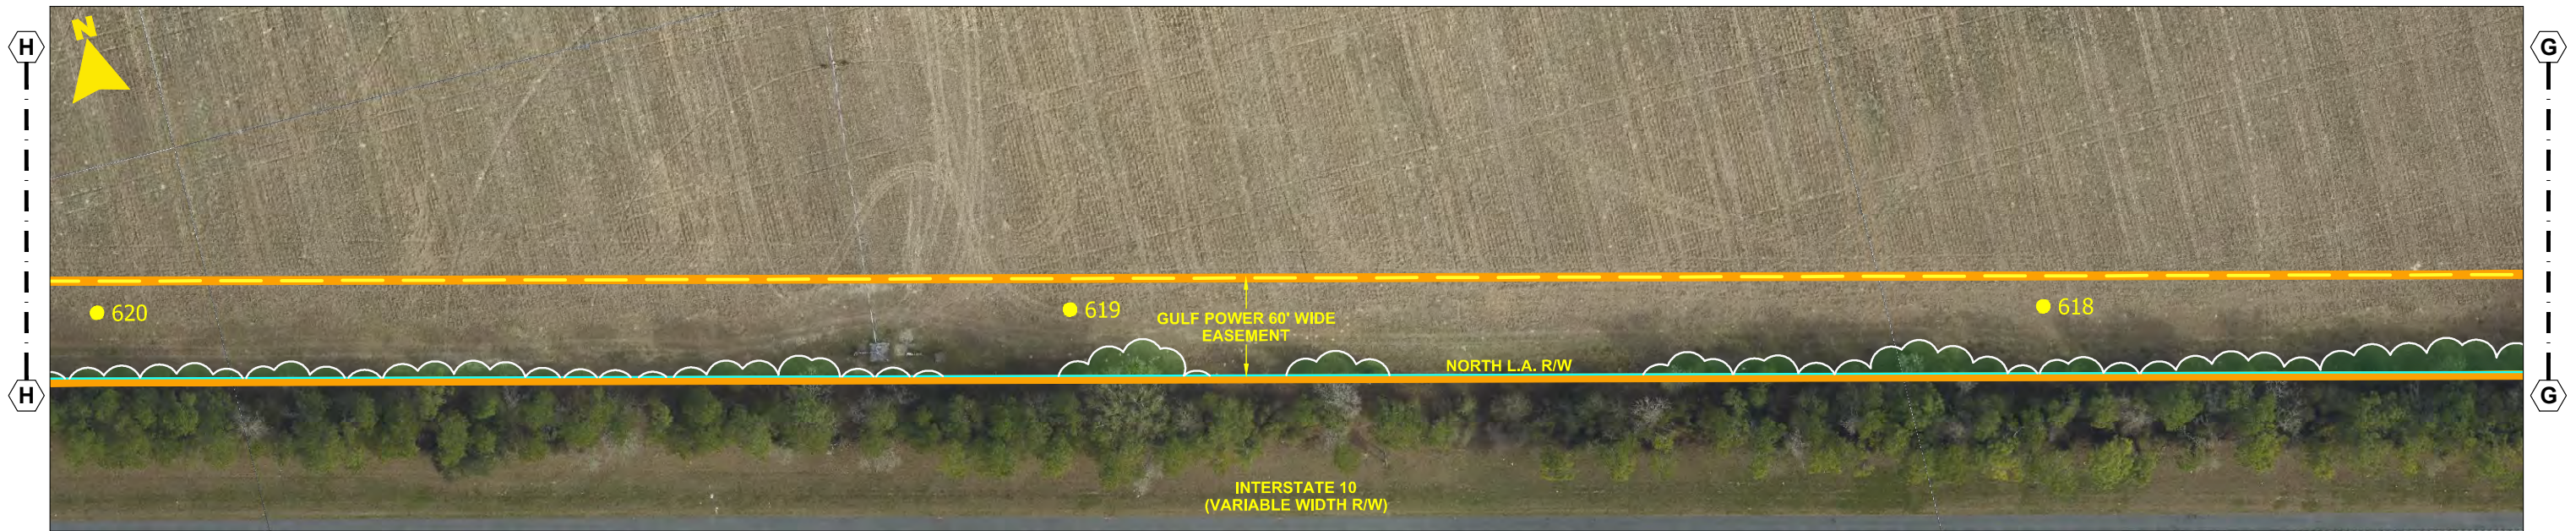 N
H
G
620
619
618
GULF POWER 60' WIDE
EASEMENT
NORTH L.A. R/W
H
G
INTERSTATE 10
(VARIABLE WIDTH R/W)